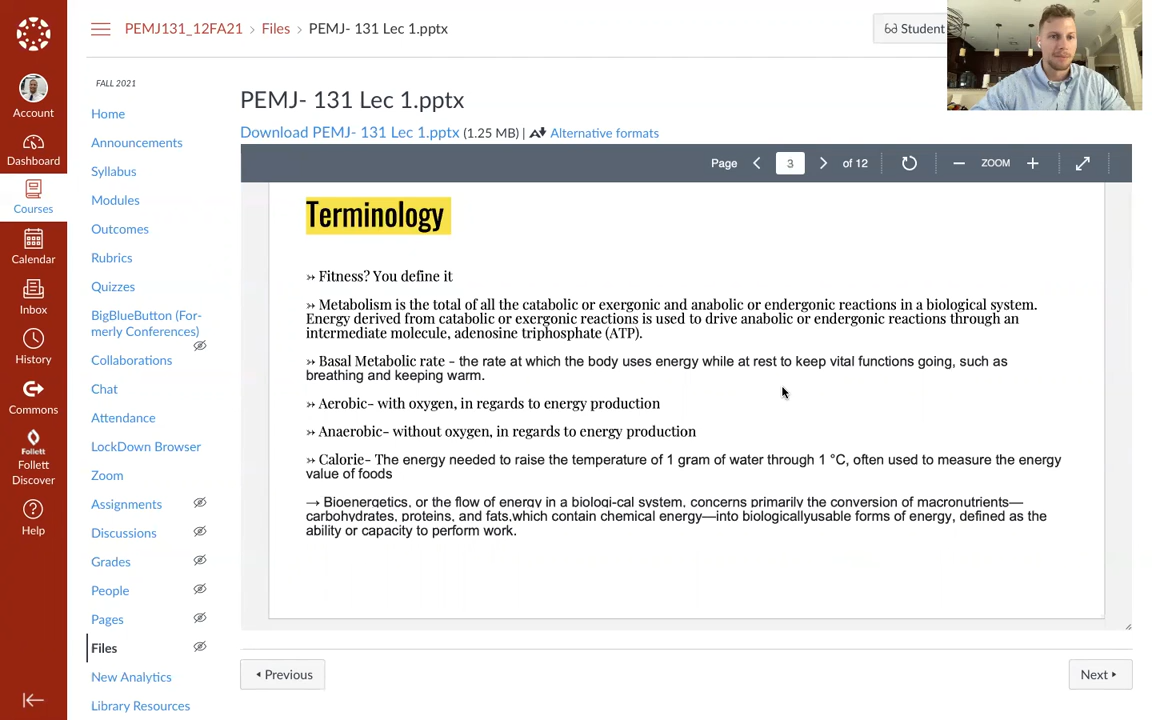 PEMJ131_12FA21 › Files › PEMJ- 131 Lec 1.pptx
Student
Account
Dashboard
Courses
Calendar
Inbox
History
Commons
Follett
Follett
Discover
Help
FALL 2021
Home
Announcements
Syllabus
Modules
Outcomes
Rubrics
Quizzes
BigBlueButton (For-
merly Conferences)
Collaborations
Chat
Attendance
LockDown Browser
Zoom
Assignments
Discussions
Grades
People
Pages
Files
New Analytics
Library Resources
PEMJ- 131 Lec 1.pptx
Download PEMJ- 131 Lec 1.pptx (1.25 MB) | Alternative formats
Page 3 of 12 ZOOM
Terminology
➳ Fitness? You define it
➳ Metabolism is the total of all the catabolic or exergonic and anabolic or endergonic reactions in a biological system.
Energy derived from catabolic or exergonic reactions is used to drive anabolic or endergonic reactions through an
intermediate molecule, adenosine triphosphate (ATP).
➳ Basal Metabolic rate - the rate at which the body uses energy while at rest to keep vital functions going, such as
breathing and keeping warm.
➳ Aerobic- with oxygen, in regards to energy production
➳ Anaerobic- without oxygen, in regards to energy production
➳ Calorie- The energy needed to raise the temperature of 1 gram of water through 1 °C, often used to measure the energy
value of foods
→ Bioenergetics, or the flow of energy in a biologi-cal system, concerns primarily the conversion of macronutrients—
carbohydrates, proteins, and fats,which contain chemical energy—into biologicallyusable forms of energy, defined as the
ability or capacity to perform work.
Previous
Next